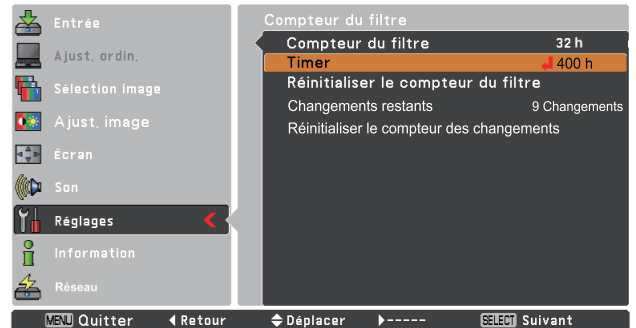 Entrée
Ajust. ordin.
Sélection image
Ajust. image
Écran
Son
Réglages
Information
Réseau
Compteur du filtre
Compteur du filtre 32 h
Timer 400 h
Réinitialiser le compteur du filtre
Changements restants 9 Changements
Réinitialiser le compteur des changements
MENU Quitter Retour Déplacer ----- SELECT Suivant